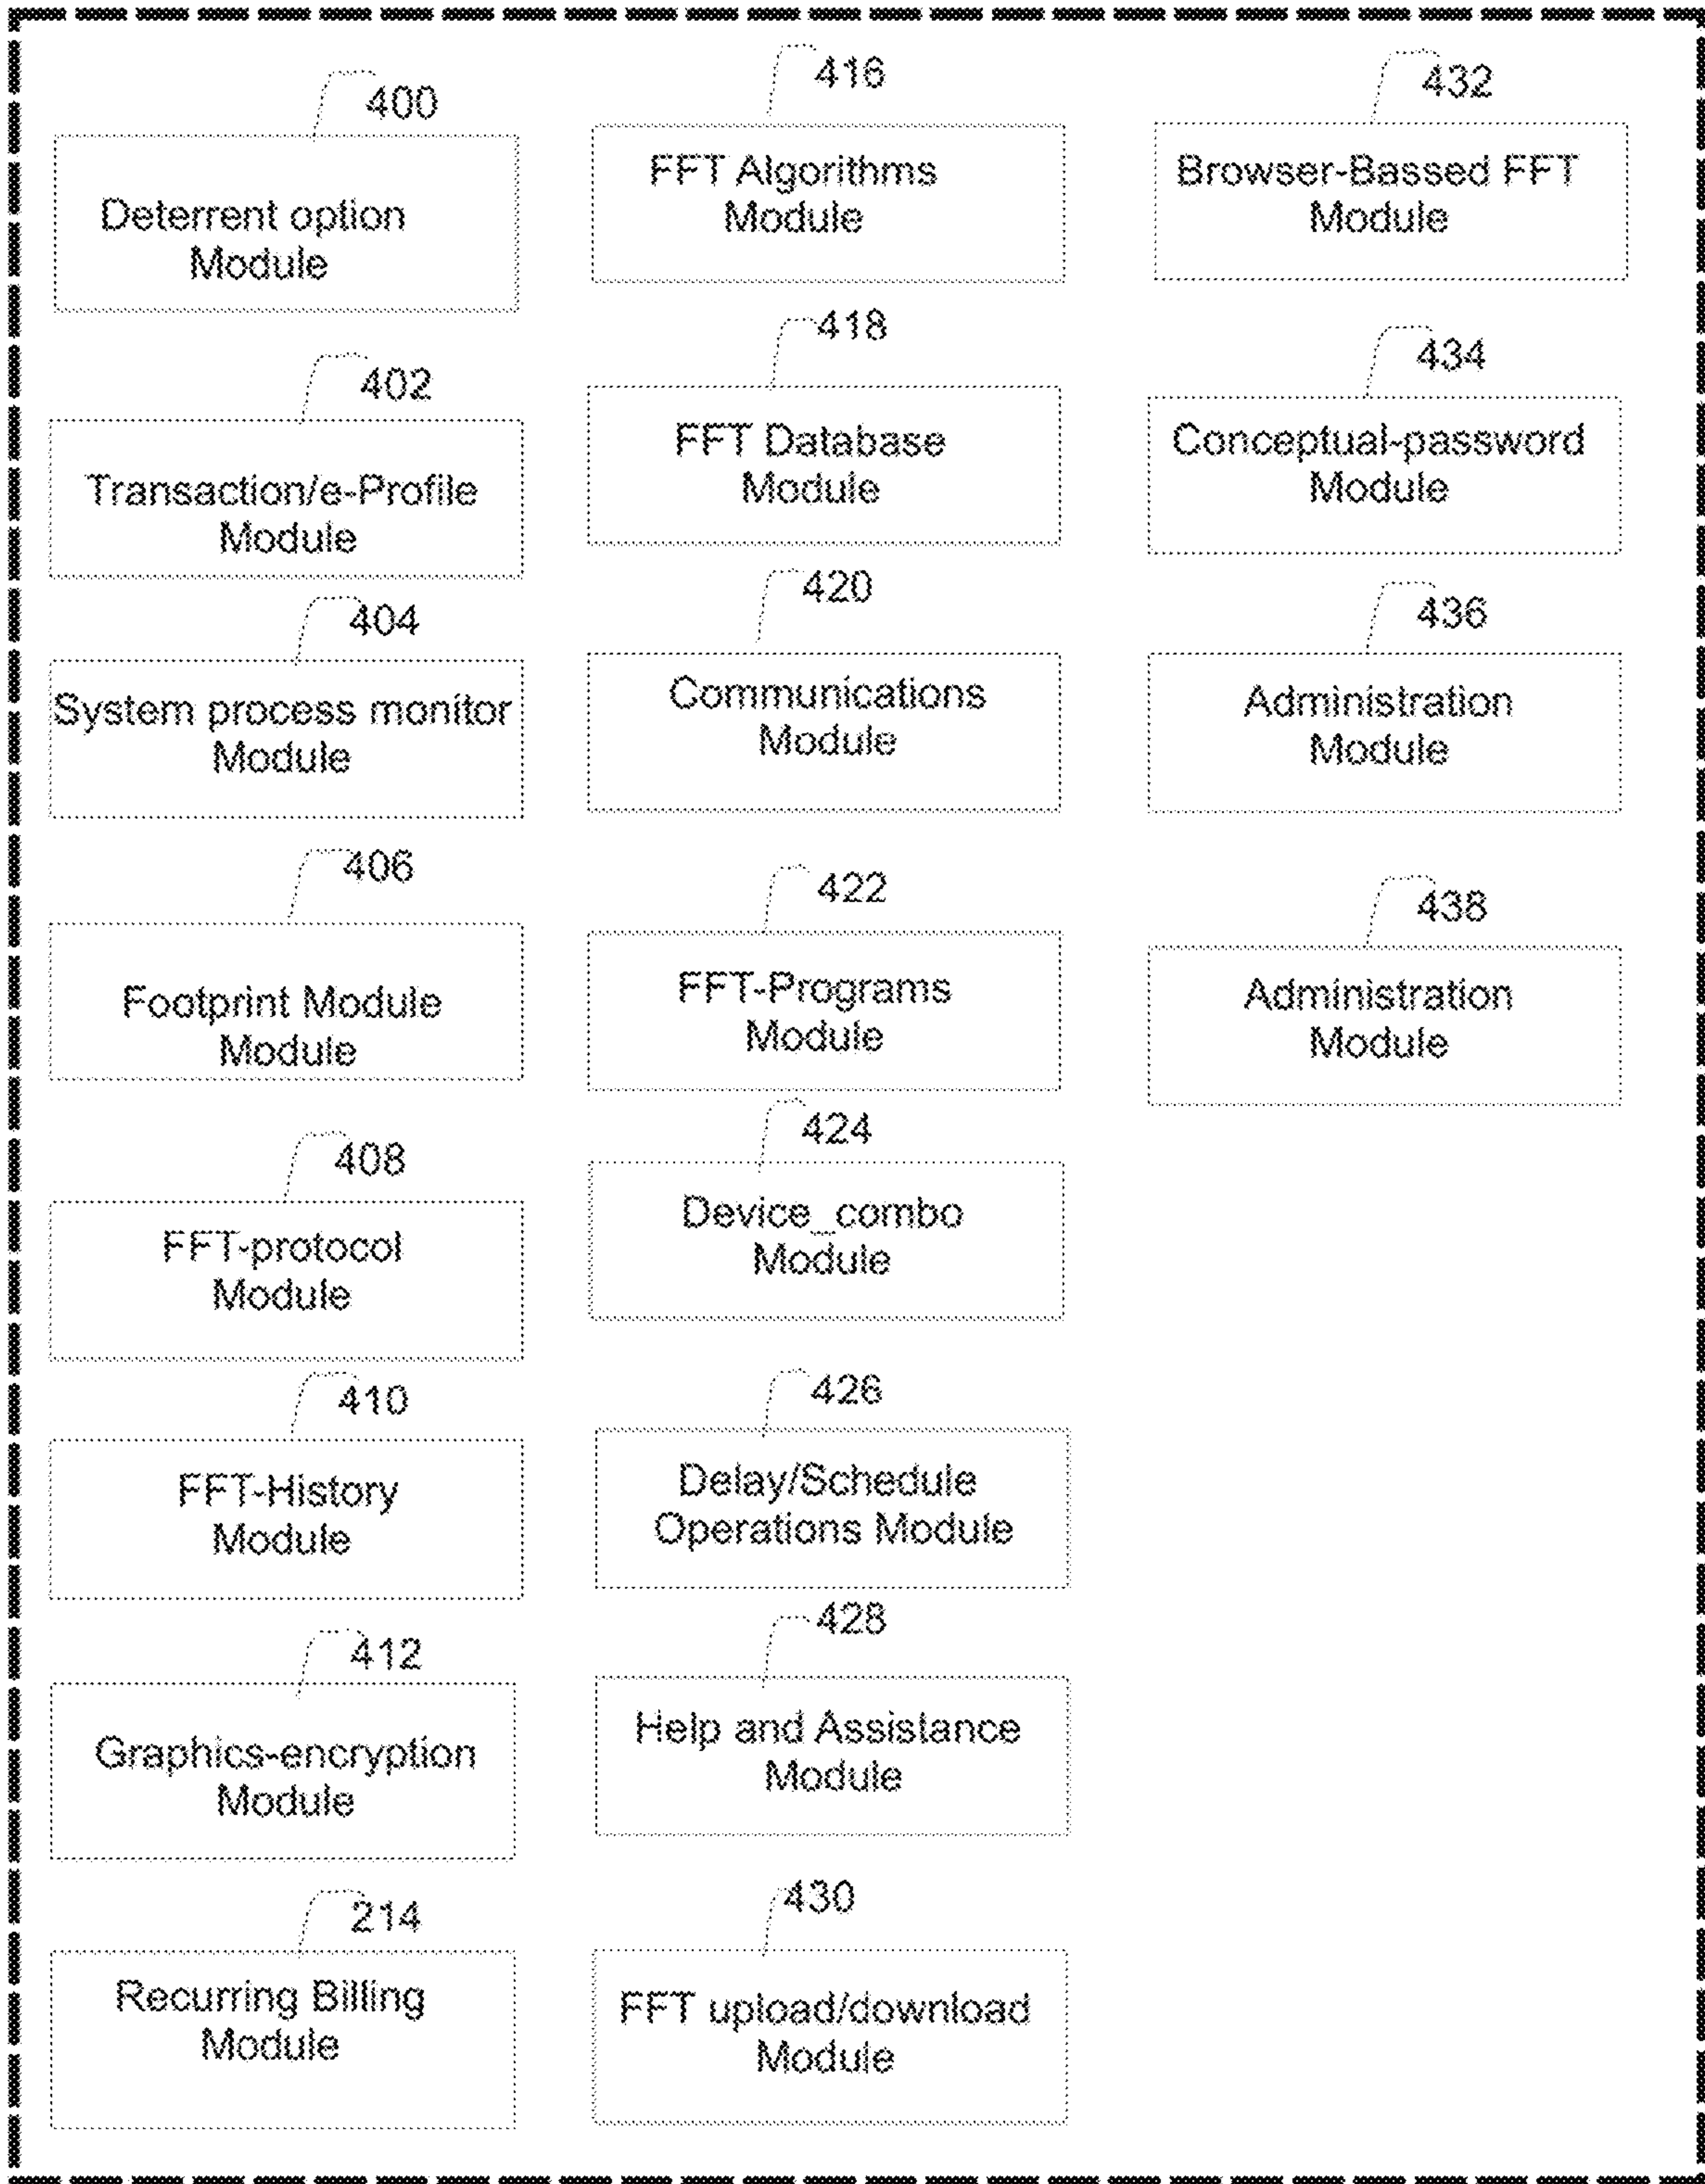 400
Deterrent option
Module
402
Transaction/e-Profile
Module
404
System process monitor
Module
406
Footprint Module
Module
408
FFT-protocol
Module
410
FFT-History
Module
412
Graphics-encryption
Module
214
Recurring Billing
Module
416
FFT Algorithms
Module
418
FFT Database
Module
420
Communications
Module
422
FFT-Programs
Module
424
Device_combo
Module
426
Delay/Schedule
Operations Module
428
Help and Assistance
Module
430
FFT upload/download
Module
432
Browser-Bassed FFT
Module
434
Conceptual-password
Module
436
Administration
Module
438
Administration
Module